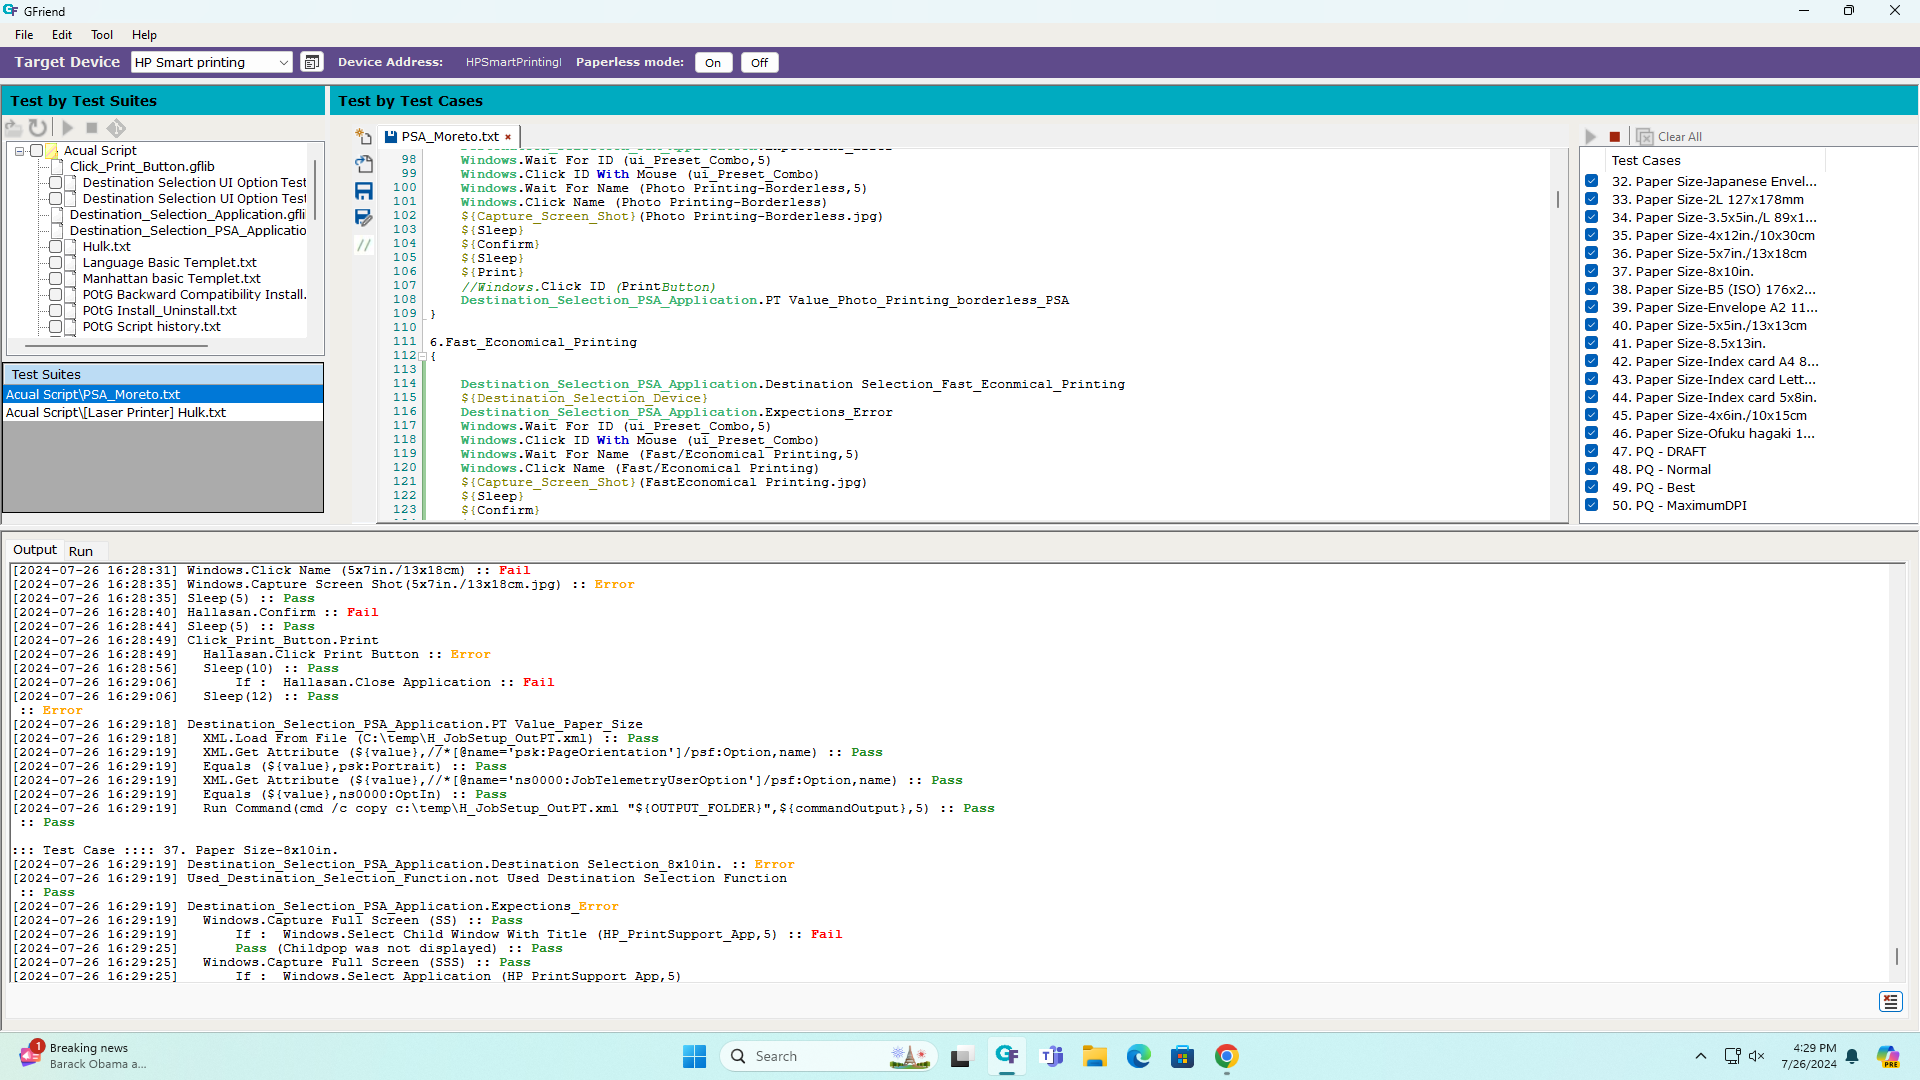 GFriend
File Edit Tool Help
Target Device HP Smart printing Device Address: HPSmartPrintingl Paperless mode: On Off
Test by Test Suites
Acual Script
Click_Print_Button.gflib
Destination Selection UI Option Test
Destination Selection UI Option Test
Destination_Selection_Application.gfli
Destination_Selection_PSA_Applicatio
Hulk.txt
Language Basic Templet.txt
Manhattan basic Templet.txt
POtG Backward Compatibility Install.
POtG Install_Uninstall.txt
POtG Script history.txt
Test Suites
Acual Script\PSA_Moreto.txt
Acual Script\[Laser Printer] Hulk.txt
Test by Test Cases
PSA_Moreto.txt ×
98 Windows.Wait For ID (ui_Preset_Combo,5)
99 Windows.Click ID With Mouse (ui_Preset_Combo)
100 Windows.Wait For Name (Photo Printing-Borderless,5)
101 Windows.Click Name (Photo Printing-Borderless)
102 ${Capture_Screen_Shot}(Photo Printing-Borderless.jpg)
103 ${Sleep}
104 ${Confirm}
105 ${Sleep}
106 ${Print}
107 //Windows.Click ID (PrintButton)
108 Destination_Selection_PSA_Application.PT Value_Photo_Printing_borderless_PSA
109 }
110
111 6.Fast_Economical_Printing
112 {
113
114 Destination_Selection_PSA_Application.Destination Selection_Fast_Econmical_Printing
115 ${Destination_Selection_Device}
116 Destination_Selection_PSA_Application.Expections_Error
117 Windows.Wait For ID (ui_Preset_Combo,5)
118 Windows.Click ID With Mouse (ui_Preset_Combo)
119 Windows.Wait For Name (Fast/Economical Printing,5)
120 Windows.Click Name (Fast/Economical Printing)
121 ${Capture_Screen_Shot}(FastEconomical Printing.jpg)
122 ${Sleep}
123 ${Confirm}
Clear All
Test Cases
32. Paper Size-Japanese Envel...
33. Paper Size-2L 127x178mm
34. Paper Size-3.5x5in./L 89x1...
35. Paper Size-4x12in./10x30cm
36. Paper Size-5x7in./13x18cm
37. Paper Size-8x10in.
38. Paper Size-B5 (ISO) 176x2...
39. Paper Size-Envelope A2 11...
40. Paper Size-5x5in./13x13cm
41. Paper Size-8.5x13in.
42. Paper Size-Index card A4 8...
43. Paper Size-Index card Lett...
44. Paper Size-Index card 5x8in.
45. Paper Size-4x6in./10x15cm
46. Paper Size-Ofuku hagaki 1...
47. PQ - DRAFT
48. PQ - Normal
49. PQ - Best
50. PQ - MaximumDPI
Output Run
[2024-07-26 16:28:31] Windows.Click Name (5x7in./13x18cm) :: Fail
[2024-07-26 16:28:35] Windows.Capture Screen Shot(5x7in./13x18cm.jpg) :: Error
[2024-07-26 16:28:35] Sleep(5) :: Pass
[2024-07-26 16:28:40] Hallasan.Confirm :: Fail
[2024-07-26 16:28:44] Sleep(5) :: Pass
[2024-07-26 16:28:49] Click_Print_Button.Print
[2024-07-26 16:28:49] Hallasan.Click Print Button :: Error
[2024-07-26 16:28:56] Sleep(10) :: Pass
[2024-07-26 16:29:06] If : Hallasan.Close Application :: Fail
[2024-07-26 16:29:06] Sleep(12) :: Pass
:: Error
[2024-07-26 16:29:18] Destination_Selection_PSA_Application.PT Value_Paper_Size
[2024-07-26 16:29:18] XML.Load From File (C:\temp\H_JobSetup_OutPT.xml) :: Pass
[2024-07-26 16:29:19] XML.Get Attribute (${value},//*[@name='psk:PageOrientation']/psf:Option,name) :: Pass
[2024-07-26 16:29:19] Equals (${value},psk:Portrait) :: Pass
[2024-07-26 16:29:19] XML.Get Attribute (${value},//*[@name='ns0000:JobTelemetryUserOption']/psf:Option,name) :: Pass
[2024-07-26 16:29:19] Equals (${value},ns0000:OptIn) :: Pass
[2024-07-26 16:29:19] Run Command(cmd /c copy c:\temp\H_JobSetup_OutPT.xml "${OUTPUT_FOLDER}",${commandOutput},5) :: Pass
:: Pass
::: Test Case :::: 37. Paper Size-8x10in.
[2024-07-26 16:29:19] Destination_Selection_PSA_Application.Destination Selection_8x10in. :: Error
[2024-07-26 16:29:19] Used_Destination_Selection_Function.not Used Destination Selection Function
:: Pass
[2024-07-26 16:29:19] Destination_Selection_PSA_Application.Expections_Error
[2024-07-26 16:29:19] Windows.Capture Full Screen (SS) :: Pass
[2024-07-26 16:29:19] If : Windows.Select Child Window With Title (HP_PrintSupport_App,5) :: Fail
[2024-07-26 16:29:25] Pass (Childpop was not displayed) :: Pass
[2024-07-26 16:29:25] Windows.Capture Full Screen (SSS) :: Pass
[2024-07-26 16:29:25] If : Windows.Select Application (HP_PrintSupport_App,5)
1
Breaking news
Barack Obama a...
Search
4:29 PM
7/26/2024
PRE